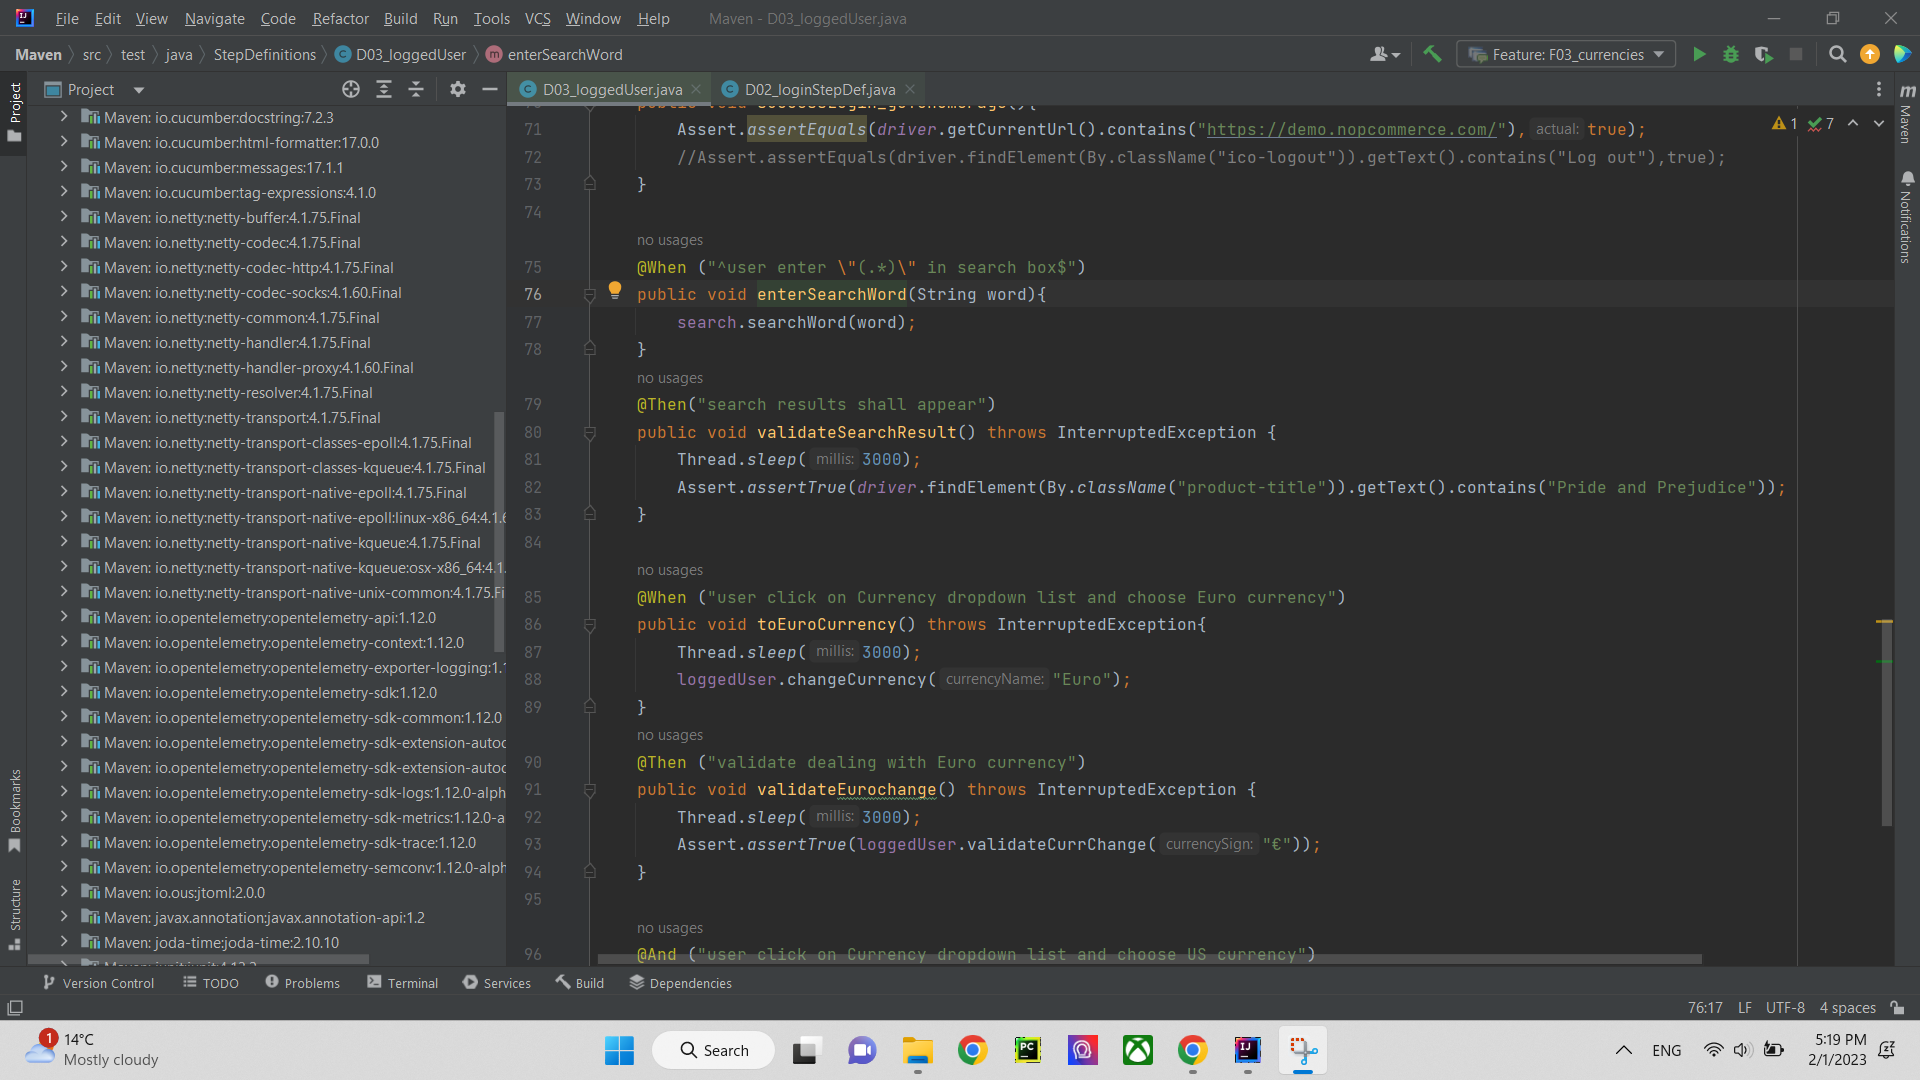 File Edit View Navigate Code Refactor Build Run Tools VCS Window Help Maven - D03_loggedUser.java
Maven src test java StepDefinitions D03_loggedUser enterSearchWord Feature: F03_currencies
Project
D03_loggedUser.java D02_loginStepDef.java
Project
Bookmarks
Structure
Maven: io.cucumber:docstring:7.2.3
Maven: io.cucumber:html-formatter:17.0.0
Maven: io.cucumber:messages:17.1.1
Maven: io.cucumber:tag-expressions:4.1.0
Maven: io.netty:netty-buffer:4.1.75.Final
Maven: io.netty:netty-codec:4.1.75.Final
Maven: io.netty:netty-codec-http:4.1.75.Final
Maven: io.netty:netty-codec-socks:4.1.60.Final
Maven: io.netty:netty-common:4.1.75.Final
Maven: io.netty:netty-handler:4.1.75.Final
Maven: io.netty:netty-handler-proxy:4.1.60.Final
Maven: io.netty:netty-resolver:4.1.75.Final
Maven: io.netty:netty-transport:4.1.75.Final
Maven: io.netty:netty-transport-classes-epoll:4.1.75.Final
Maven: io.netty:netty-transport-classes-kqueue:4.1.75.Final
Maven: io.netty:netty-transport-native-epoll:4.1.75.Final
Maven: io.netty:netty-transport-native-epoll:linux-x86_64:4.1.6
Maven: io.netty:netty-transport-native-kqueue:4.1.75.Final
Maven: io.netty:netty-transport-native-kqueue:osx-x86_64:4.1.
Maven: io.netty:netty-transport-native-unix-common:4.1.75.Fi
Maven: io.opentelemetry:opentelemetry-api:1.12.0
Maven: io.opentelemetry:opentelemetry-context:1.12.0
Maven: io.opentelemetry:opentelemetry-exporter-logging:1.1
Maven: io.opentelemetry:opentelemetry-sdk:1.12.0
Maven: io.opentelemetry:opentelemetry-sdk-common:1.12.0
Maven: io.opentelemetry:opentelemetry-sdk-extension-autoc
Maven: io.opentelemetry:opentelemetry-sdk-extension-autoc
Maven: io.opentelemetry:opentelemetry-sdk-logs:1.12.0-alph
Maven: io.opentelemetry:opentelemetry-sdk-metrics:1.12.0-a
Maven: io.opentelemetry:opentelemetry-sdk-trace:1.12.0
Maven: io.opentelemetry:opentelemetry-semconv:1.12.0-alph
Maven: io.ous:jtoml:2.0.0
Maven: javax.annotation:javax.annotation-api:1.2
Maven: joda-time:joda-time:2.10.10
71 Assert.assertEquals(driver.getCurrentUrl().contains("https://demo.nopcommerce.com/"), actual: true); 1 7
72 //Assert.assertEquals(driver.findElement(By.className("ico-logout")).getText().contains("Log out"),true);
73 }
74
no usages
75 @When ("^user enter \"(.*)\" in search box$")
76 public void enterSearchWord(String word){
77 search.searchWord(word);
78 }
no usages
79 @Then("search results shall appear")
80 public void validateSearchResult() throws InterruptedException {
81 Thread.sleep( millis: 3000);
82 Assert.assertTrue(driver.findElement(By.className("product-title")).getText().contains("Pride and Prejudice"));
83 }
84
no usages
85 @When ("user click on Currency dropdown list and choose Euro currency")
86 public void toEuroCurrency() throws InterruptedException{
87 Thread.sleep( millis: 3000);
88 loggedUser.changeCurrency( currencyName: "Euro");
89 }
no usages
90 @Then ("validate dealing with Euro currency")
91 public void validateEurochange() throws InterruptedException {
92 Thread.sleep( millis: 3000);
93 Assert.assertTrue(loggedUser.validateCurrChange( currencySign: "€"));
94 }
95
no usages
96 @And ("user click on Currency dropdown list and choose US currency")
m
Maven
Notifications
Version Control TODO Problems Terminal Services Build Dependencies
76:17 LF UTF-8 4 spaces
1 14°C
Mostly cloudy
Search
ENG
5:19 PM
2/1/2023